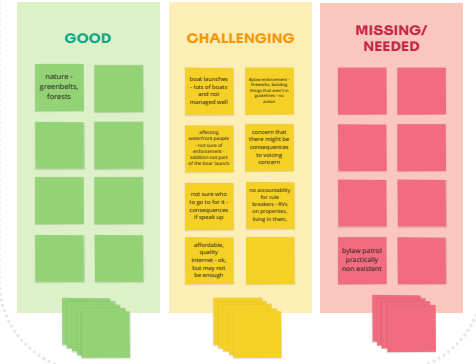 GOOD
nature -
greenbelts,
forests
CHALLENGING
boat launches
- lots of boats
and not
managed well
Bylaw enforcement -
fireworks, building
things that aren't in
guidelines - no
action
affecting
waterfront people
- not sure of
enforcement -
addition not part
of the boar launch
concern that
there might be
consequences
to voicing
concern
not sure who
to go to for it -
consequences
if speak up
no accountablity
for rule
breakers - RVs
on properties,
living in them,
affordable,
quality
internet - ok,
but may not
be enough
MISSING/
NEEDED
bylaw patrol
practically
non existent